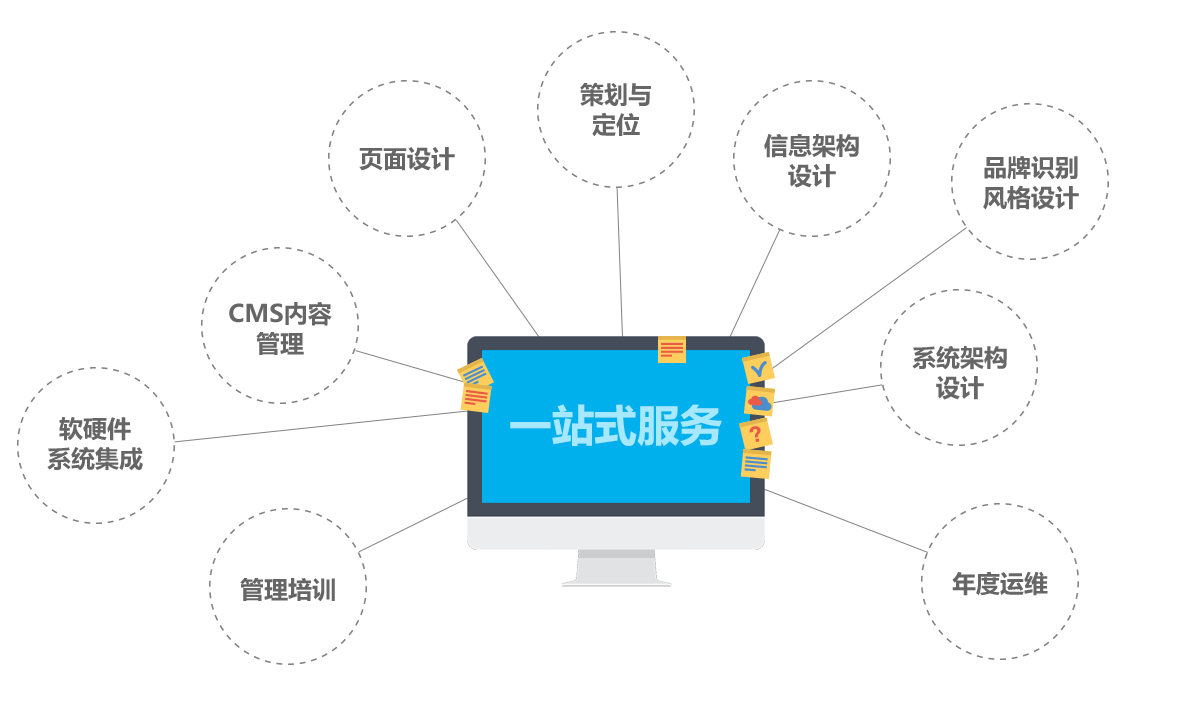 策划与
定位
页面设计
信息架构
设计
品牌识别
风格设计
CMS内容
管理
系统架构
设计
软硬件
系统集成
一站式服务
管理培训
年度运维
?